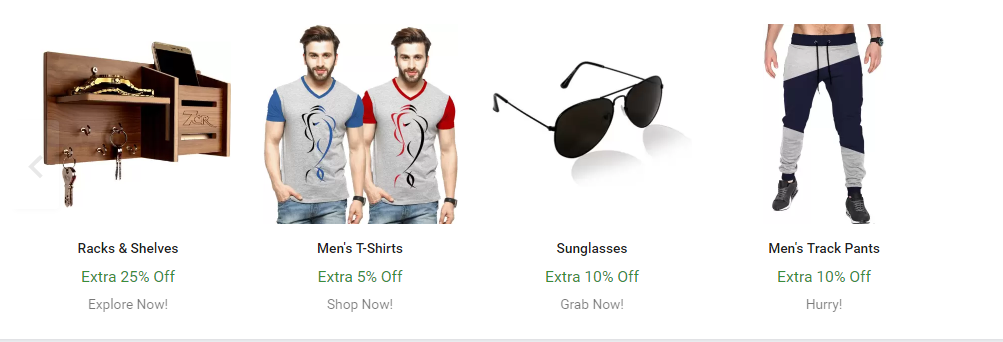 ZCR
Racks & Shelves
Extra 25% Off
Explore Now!
Men's T-Shirts
Extra 5% Off
Shop Now!
Sunglasses
Extra 10% Off
Grab Now!
Men's Track Pants
Extra 10% Off
Hurry!